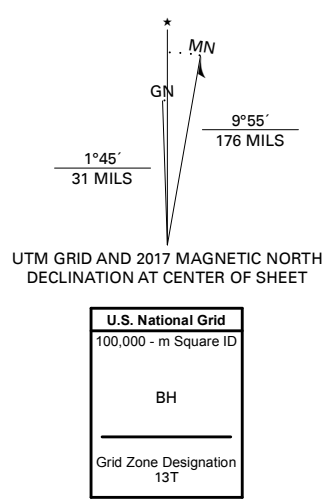 ★
MN
GN
9°55´
176 MILS
1°45´
31 MILS
UTM GRID AND 2017 MAGNETIC NORTH
DECLINATION AT CENTER OF SHEET
U.S. National Grid
100,000 - m Square ID
BH
Grid Zone Designation
13T